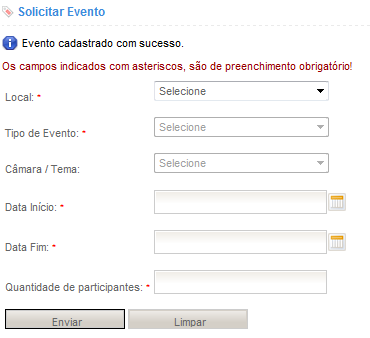 Solicitar Evento
Evento cadastrado com sucesso.
Os campos indicados com asteriscos, são de preenchimento obrigatório!
Local: * Selecione
Tipo de Evento: * Selecione
Câmara / Tema: Selecione
Data Início: *
Data Fim: *
Quantidade de participantes: *
Enviar Limpar